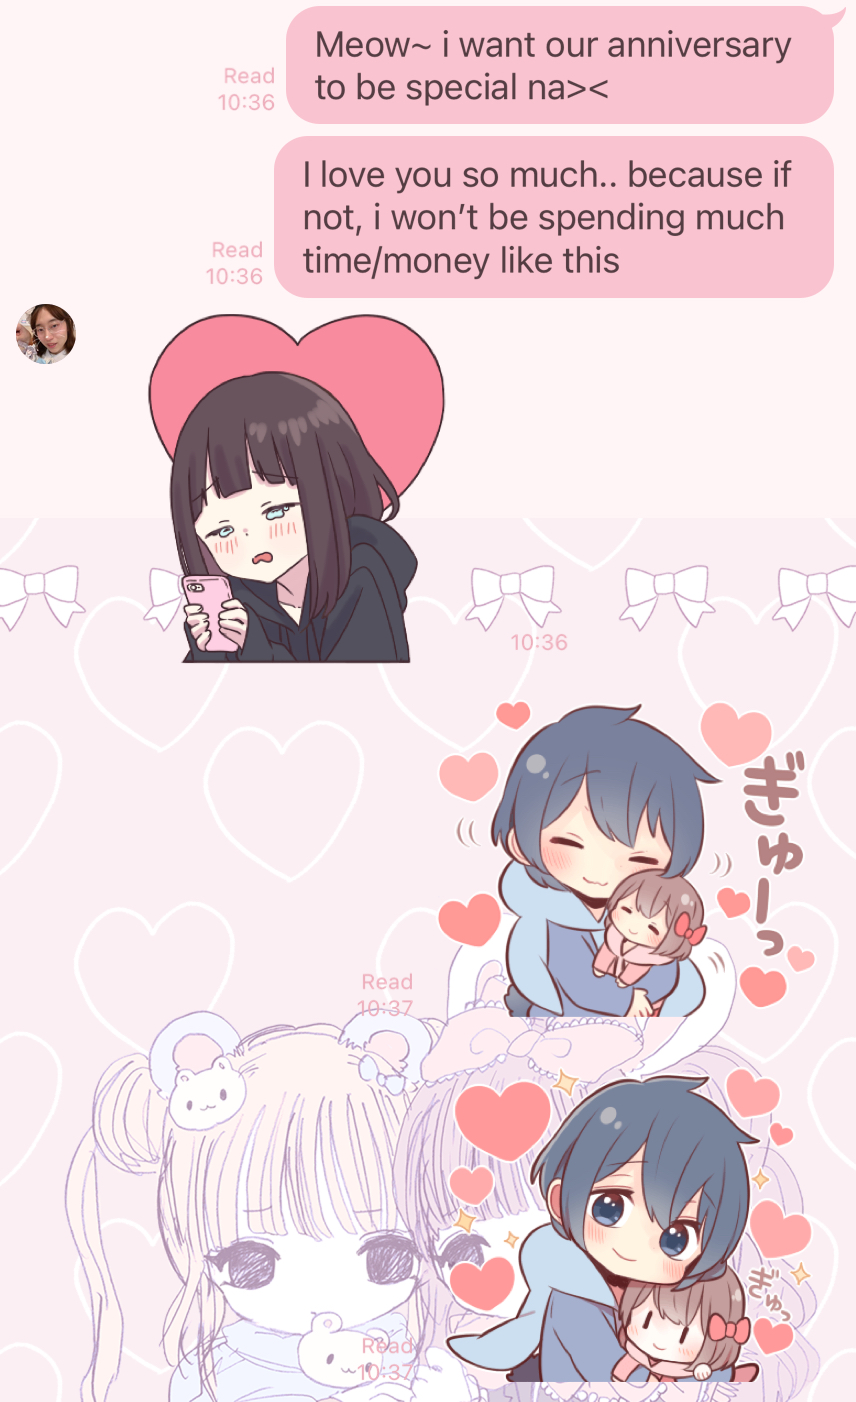 Meow~ i want our anniversary
to be special na><
Read
10:36
I love you so much.. because if
not, i won't be spending much
time/money like this
Read
10:36
10:36
ぎゅーっ
Read
10:37
ぎゅっ
Read
10:37